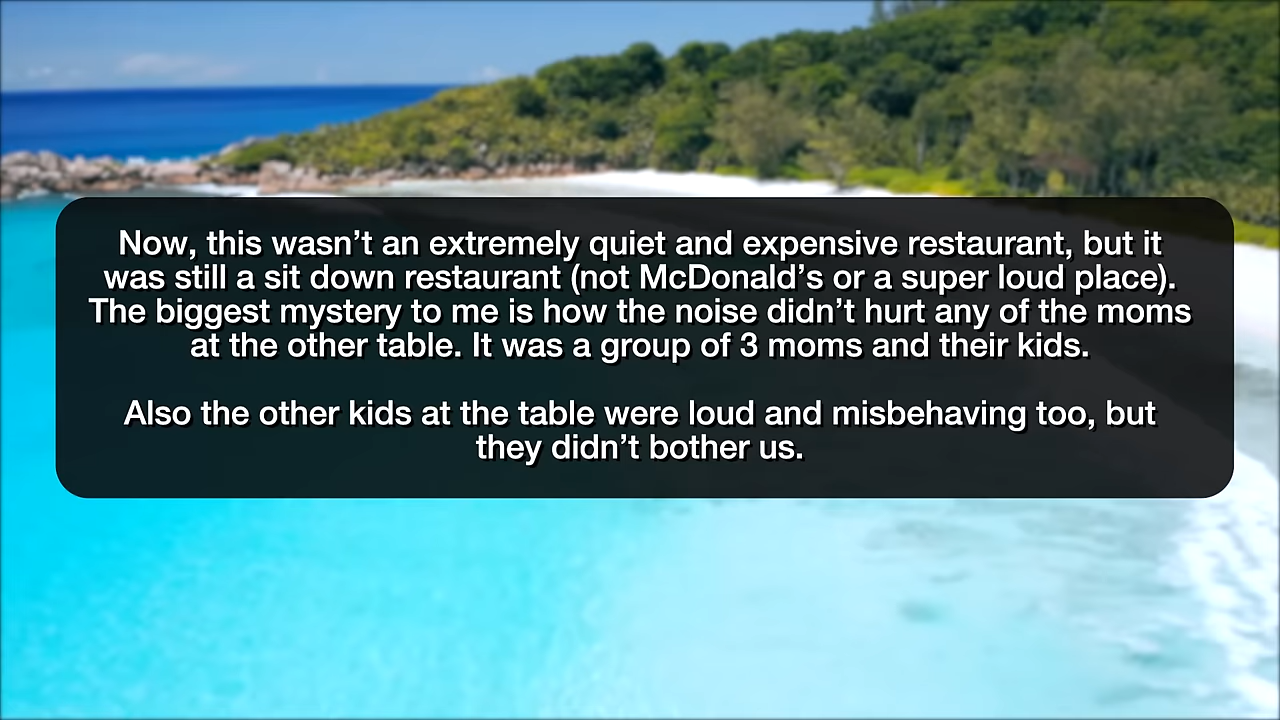 Now, this wasn’t an extremely quiet and expensive restaurant, but it
was still a sit down restaurant (not McDonald’s or a super loud place).
The biggest mystery to me is how the noise didn’t hurt any of the moms
at the other table. It was a group of 3 moms and their kids.
Also the other kids at the table were loud and misbehaving too, but
they didn’t bother us.